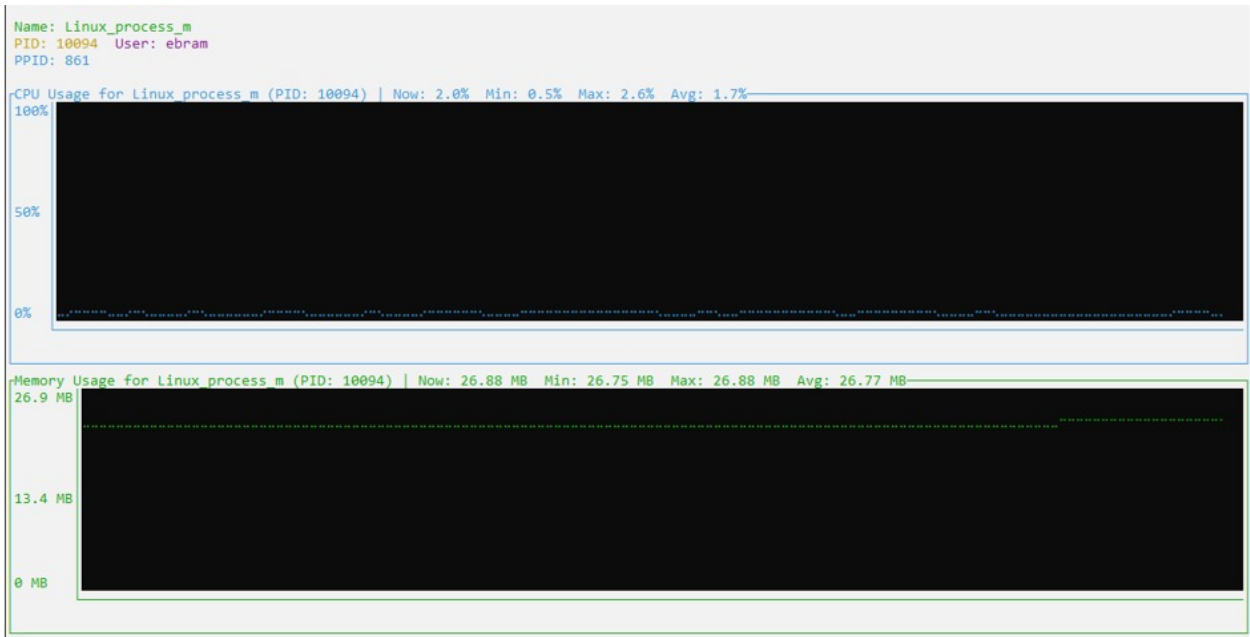 Name: Linux_process_m
PID: 10094 User: ebram
PPID: 861
CPU Usage for Linux_process_m (PID: 10094) | Now: 2.0% Min: 0.5% Max: 2.6% Avg: 1.7%
100%
50%
0%
Memory Usage for Linux_process_m (PID: 10094) | Now: 26.88 MB Min: 26.75 MB Max: 26.88 MB Avg: 26.77 MB
26.9 MB
13.4 MB
0 MB